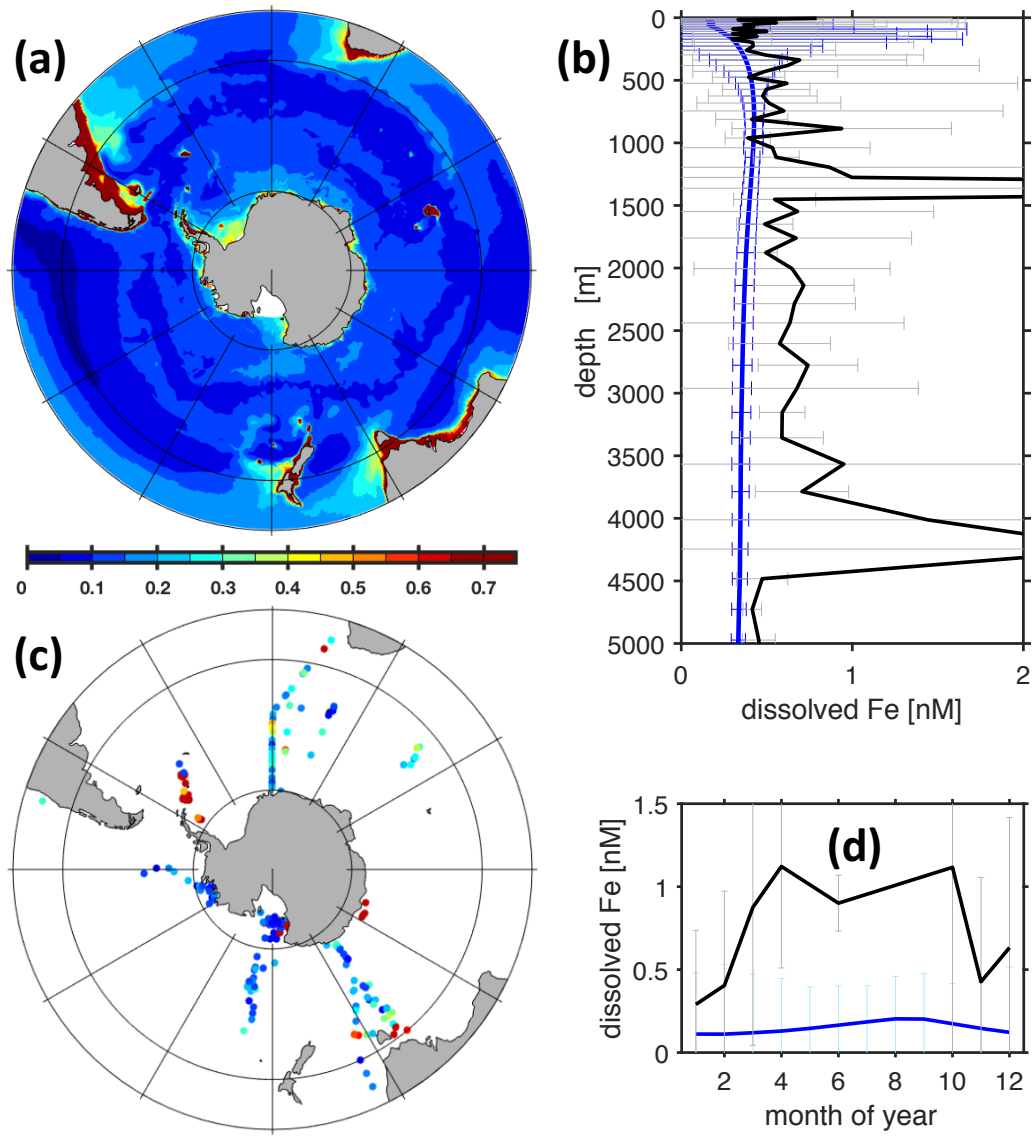 (a)
0 0.1 0.2 0.3 0.4 0.5 0.6 0.7
(b)
0
500
1000
1500
2000
2500
3000
3500
4000
4500
5000
depth [m]
0 1 2
dissolved Fe [nM]
(c)
(d)
1.5
1
0.5
0
dissolved Fe [nM]
2 4 6 8 10 12
month of year